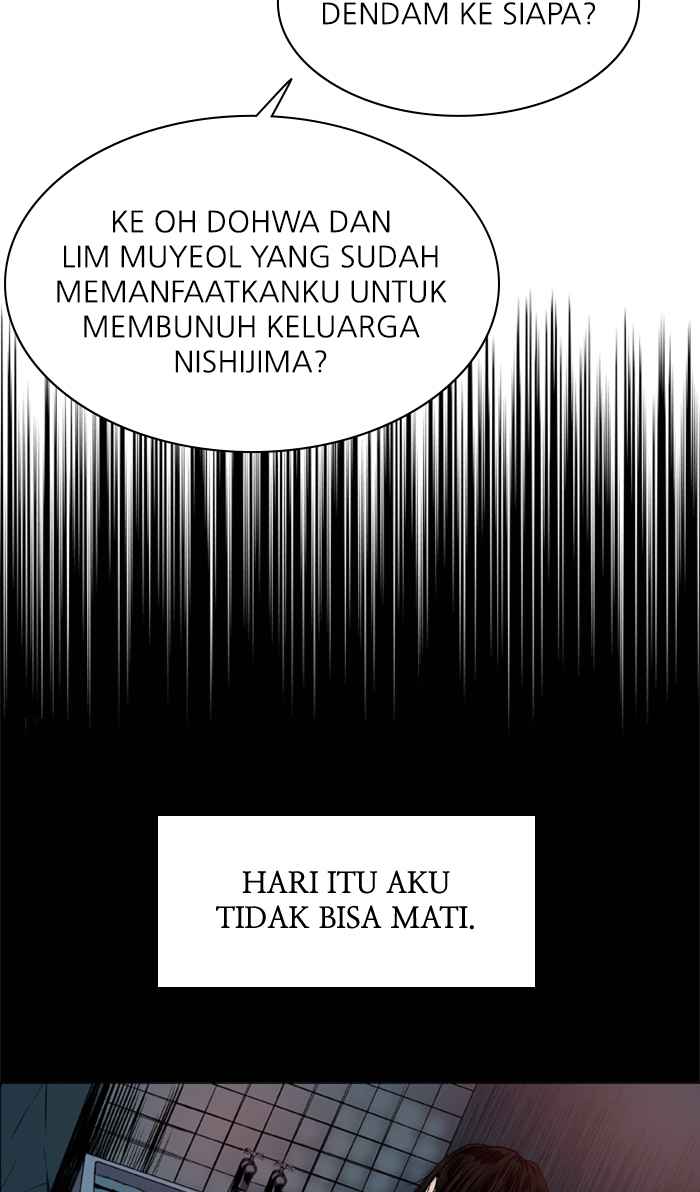 DENDAM KE SIAPA?
KE OH DOHWA DAN
LIM MUYEOL YANG SUDAH
MEMANFAATKANKU UNTUK
MEMBUNUH KELUARGA
NISHIJIMA?
HARI ITU AKU
TIDAK BISA MATI.